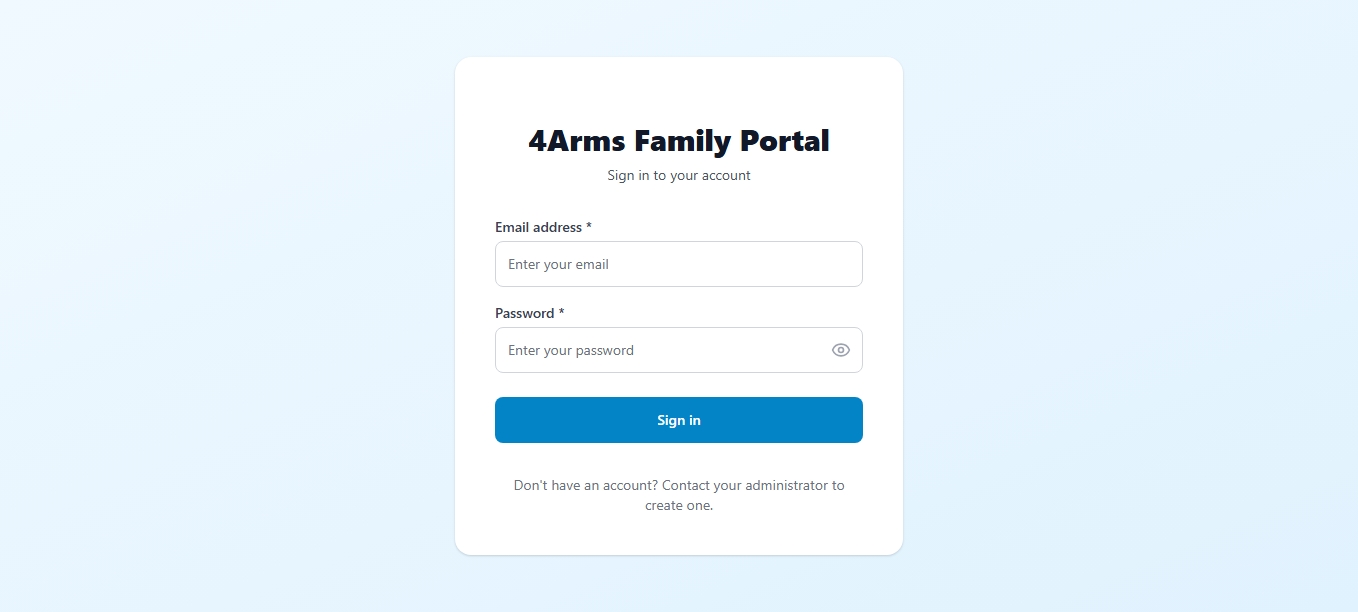 4Arms Family Portal
Sign in to your account
Email address *
Enter your email
Password *
Enter your password
Sign in
Don't have an account? Contact your administrator to
create one.